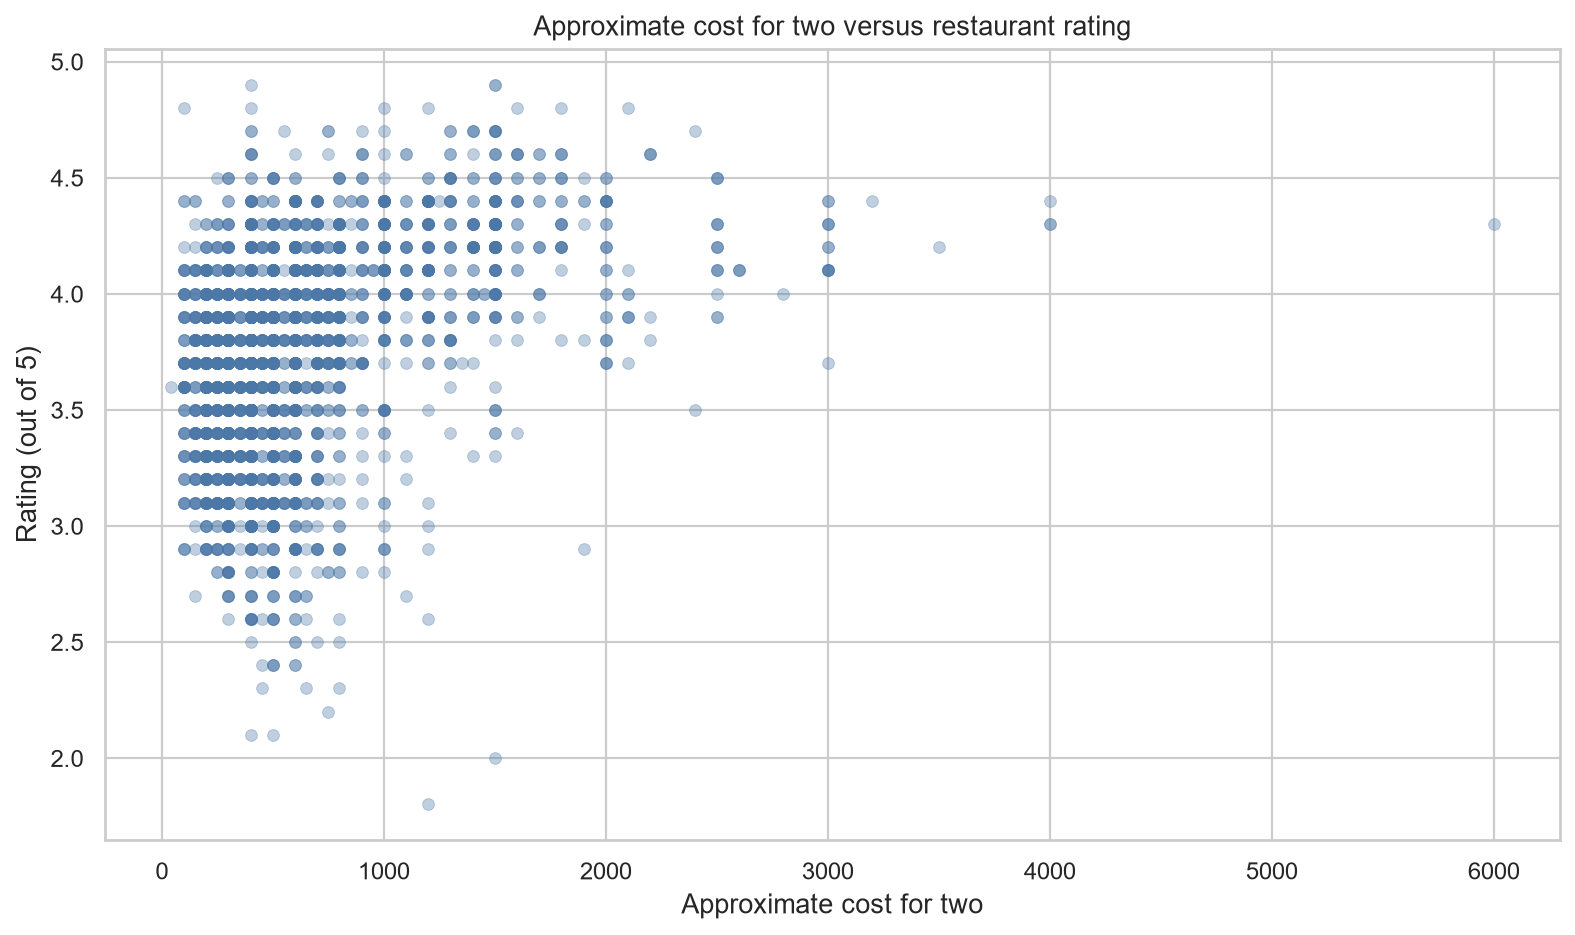 Approximate cost for two versus restaurant rating
5.0
4.5
4.0
3.5
3.0
2.5
2.0
Rating (out of 5)
0 1000 2000 3000 4000 5000 6000
Approximate cost for two